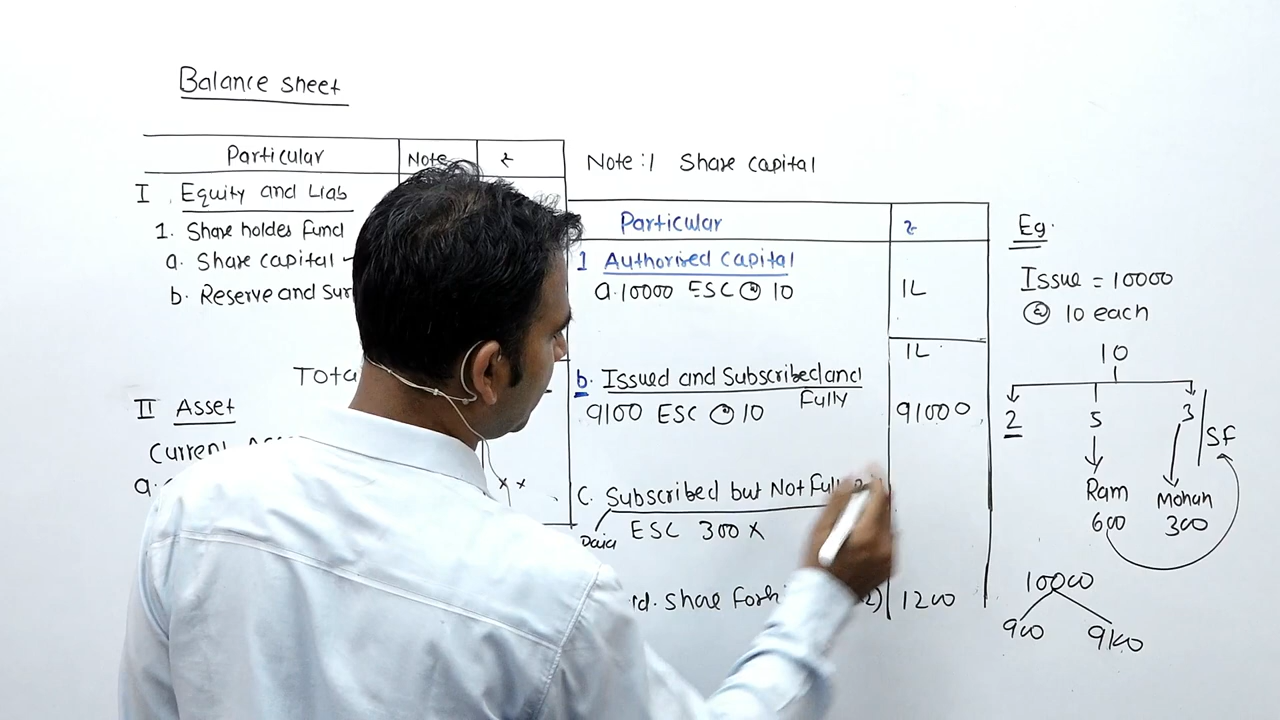 Balance sheet
Particular Note ₹
I. Equity and Liab
1. Share holdes fund
a. Share capital
b. Reserve and Sur
Tota
II Asset
Current
a.
x x
Note:1 Share capital
Particular ₹
1 Authorised Capital
a. 10000 ESC @ 10 1L
1L
b. Issued and Subscribed and
Fully
9100 ESC @ 10 91000
C. Subscribed but Not Full
Paid
ESC 300 X
d. Share 1200
Eg.
Issue = 10000
@ 10 each
10
2 5 3
SF
Ram Mohan
600 300
10000
900 9100